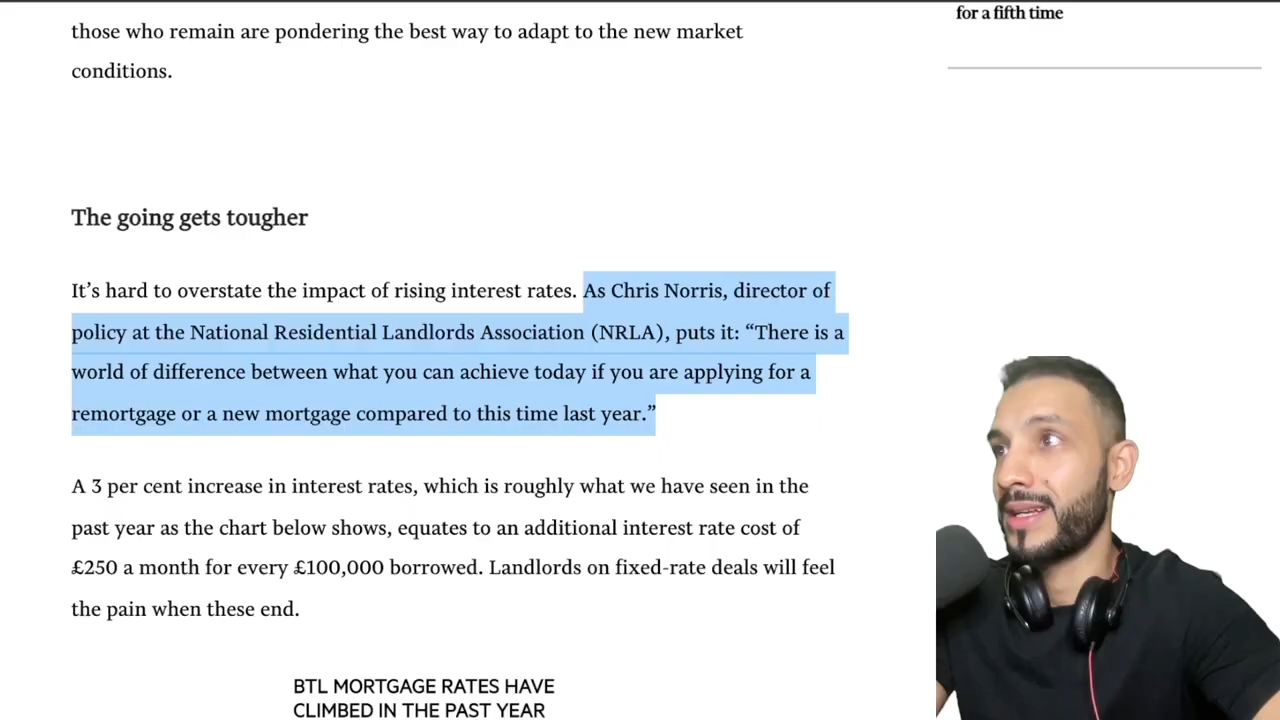 those who remain are pondering the best way to adapt to the new market
conditions.
for a fifth time
The going gets tougher
It’s hard to overstate the impact of rising interest rates. As Chris Norris, director of
policy at the National Residential Landlords Association (NRLA), puts it: “There is a
world of difference between what you can achieve today if you are applying for a
remortgage or a new mortgage compared to this time last year.”
A 3 per cent increase in interest rates, which is roughly what we have seen in the
past year as the chart below shows, equates to an additional interest rate cost of
£250 a month for every £100,000 borrowed. Landlords on fixed-rate deals will feel
the pain when these end.
BTL MORTGAGE RATES HAVE
CLIMBED IN THE PAST YEAR